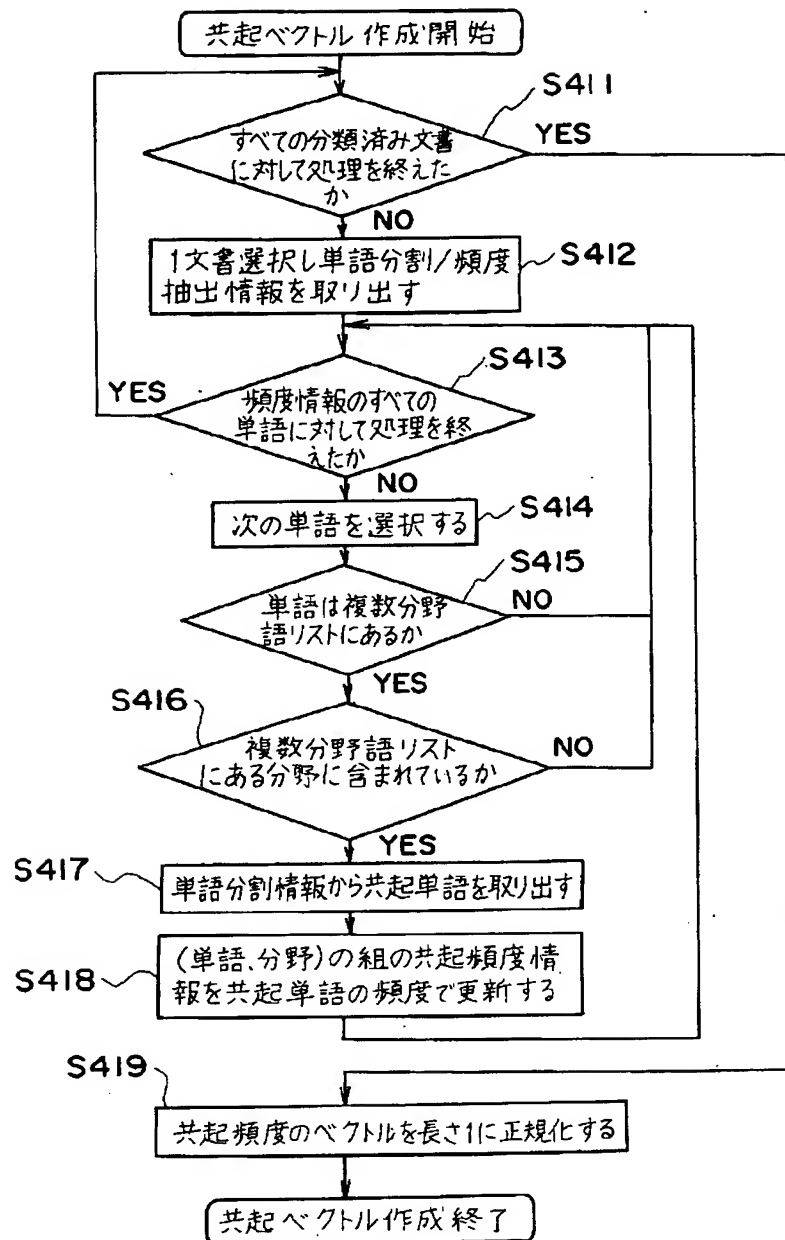 共起ベクトル作成開始
S411
すべての分類済み文書
に対して処理を終えた
か
YES
NO
1文書選択し単語分割/頻度
抽出情報を取り出す
S412
S413
YES
頻度情報のすべての
単語に対して処理を終
えたか
NO
次の単語を選択する
S414
S415
単語は複数分野
語リストにあるか
NO
YES
S416
複数分野語リスト
にある分野に含まれているか
NO
YES
S417
単語分割情報から共起単語を取り出す
S418
(単語、分野)の組の共起頻度情
報を共起単語の頻度で更新する
S419
共起頻度のベクトルを長さ1に正規化する
共起ベクトル作成終了